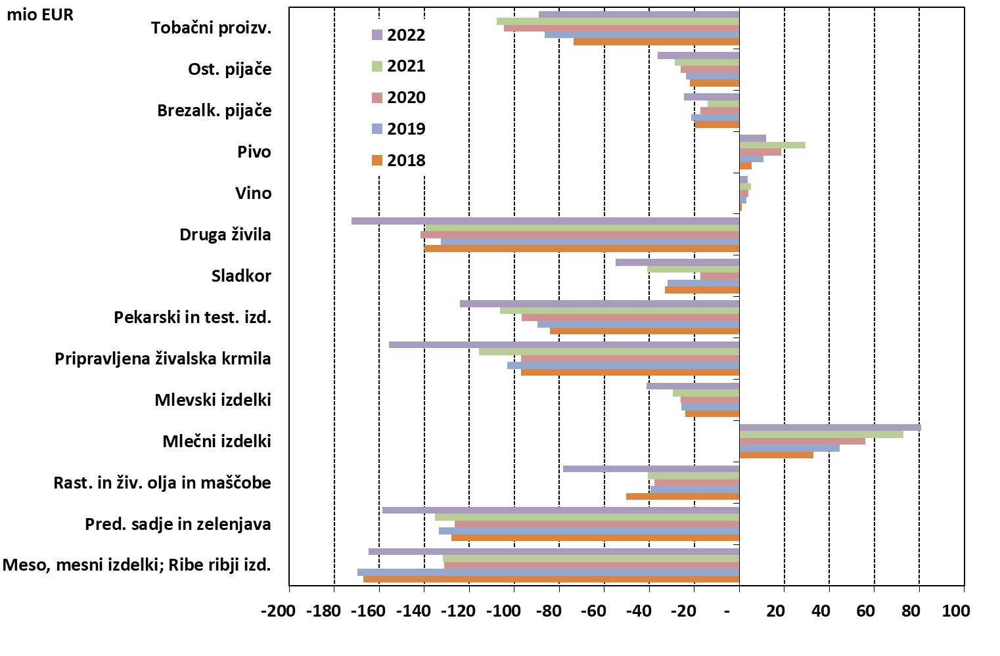 mio EUR
Tobačni proizv.
Ost. pijače
Brezalk. pijače
Pivo
Vino
Druga živila
Sladkor
Pekarski in test. izd.
Pripravljena živalska krmila
Mlevski izdelki
Mlečni izdelki
Rast. in živ. olja in maščobe
Pred. sadje in zelenjava
Meso, mesni izdelki; Ribe ribji izd.
2022
2021
2020
2019
2018
-200 -180 -160 -140 -120 -100 -80 -60 -40 -20 - 20 40 60 80 100